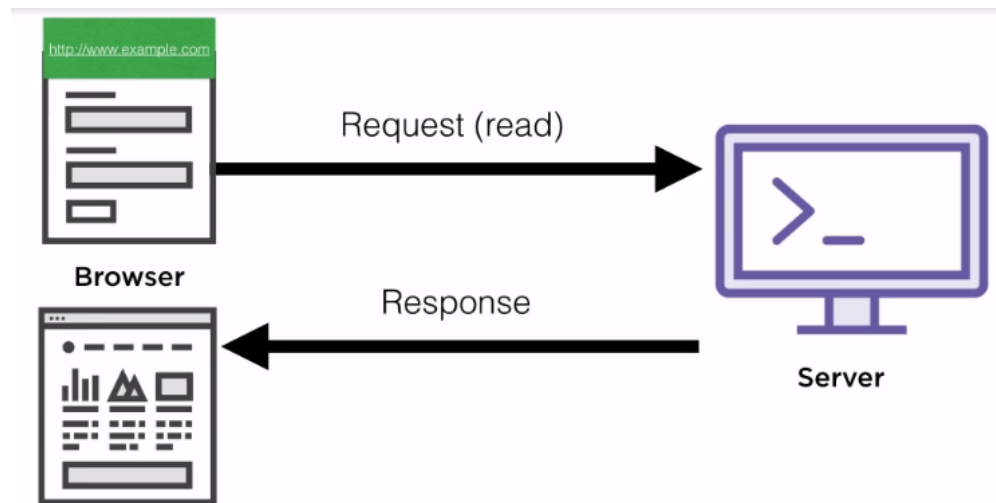 http://www.example.com
Request (read)
Browser
Response
Server